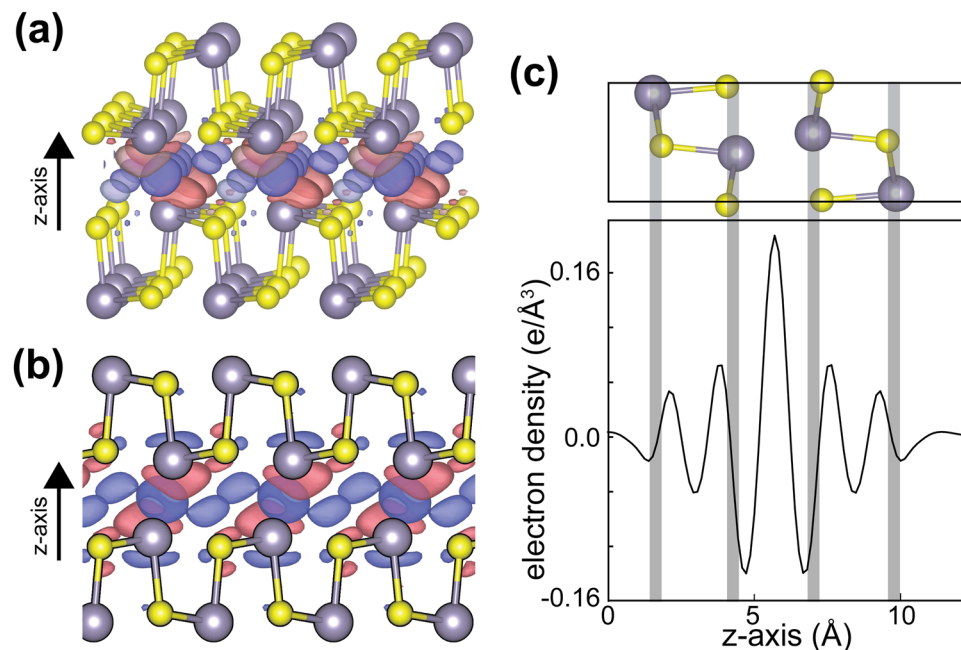 (a)
z-axis
(b)
z-axis
(c)
electron density (e/Å³)
0.16
0.0
-0.16
0
5
10
z-axis (Å)